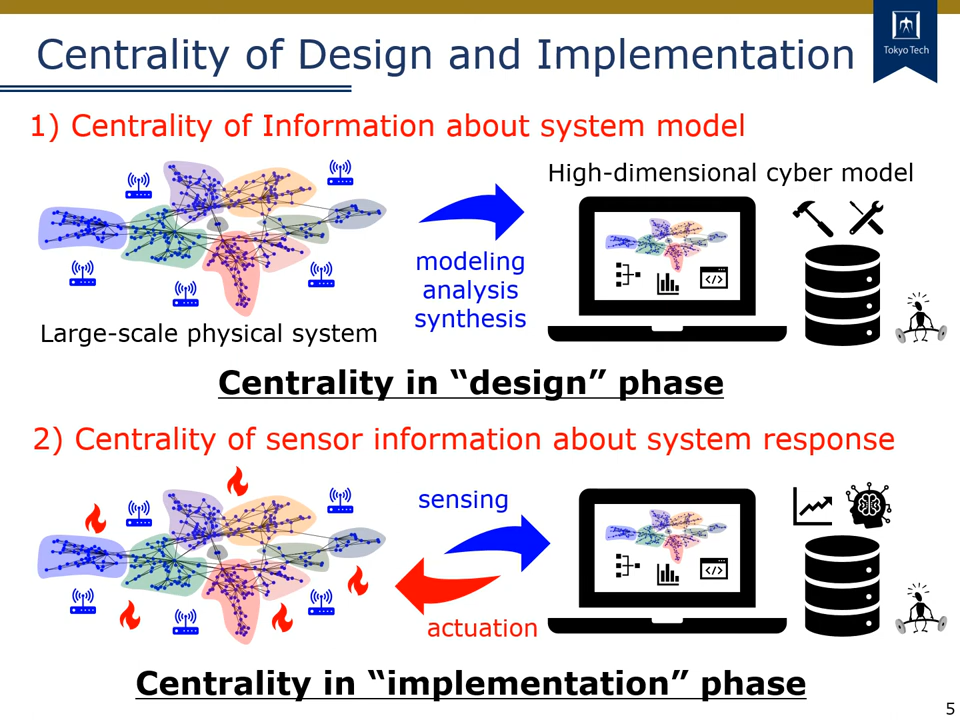 Centrality of Design and Implementation
Tokyo Tech
1) Centrality of Information about system model
High-dimensional cyber model
modeling
analysis
synthesis
</>
Large-scale physical system
Centrality in “design” phase
2) Centrality of sensor information about system response
sensing
</>
actuation
Centrality in “implementation” phase
5